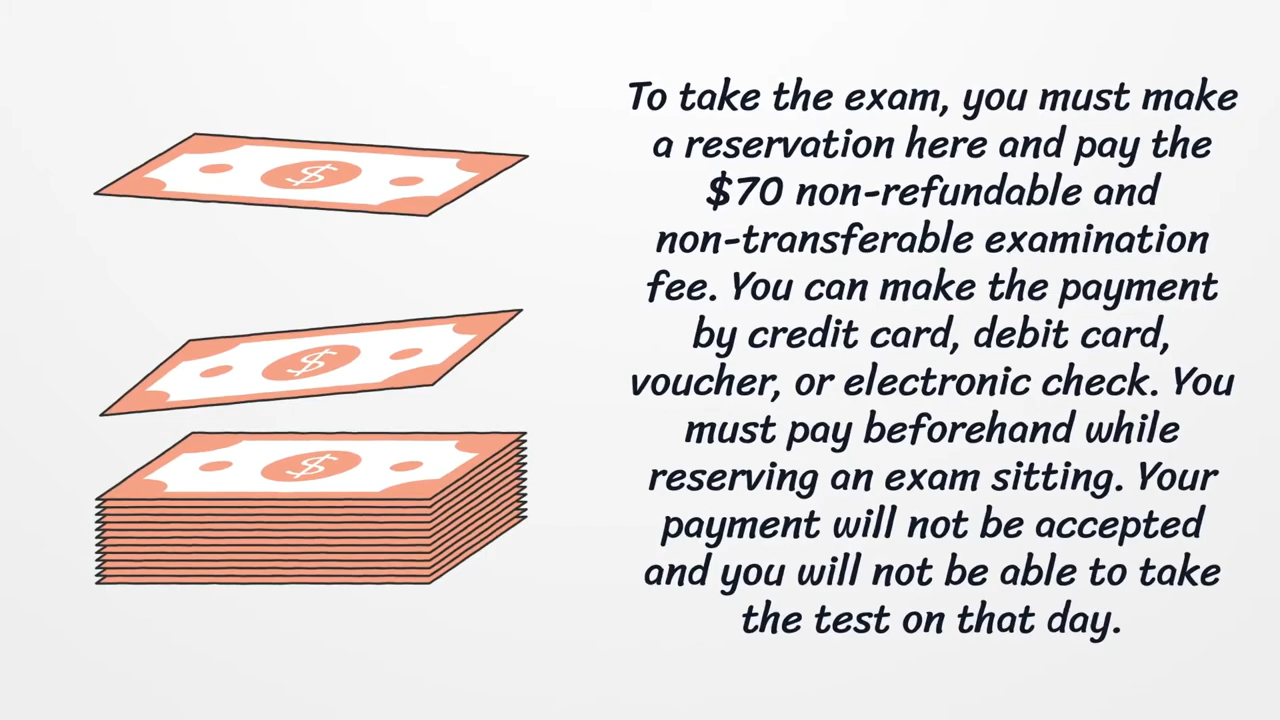 To take the exam, you must make
a reservation here and pay the
$70 non-refundable and
non-transferable examination
fee. You can make the payment
by credit card, debit card,
voucher, or electronic check. You
must pay beforehand while
reserving an exam sitting. Your
payment will not be accepted
and you will not be able to take
the test on that day.
$
$
$